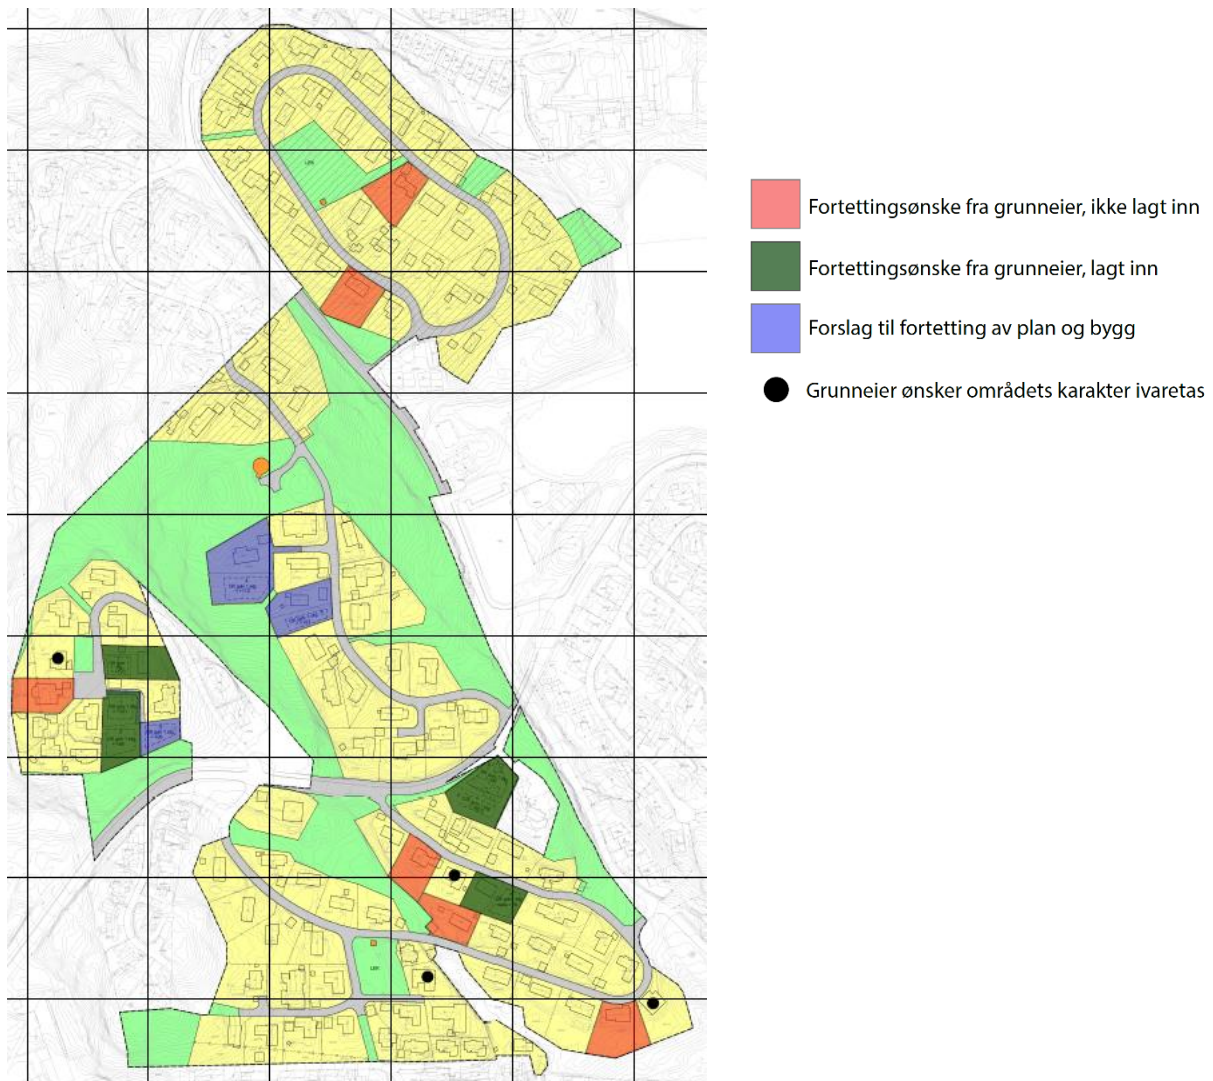 Fortettingsønske fra grunneier, ikke lagt inn
Fortettingsønske fra grunneier, lagt inn
Forslag til fortetting av plan og bygg
Grunneier ønsker områdets karakter ivaretas